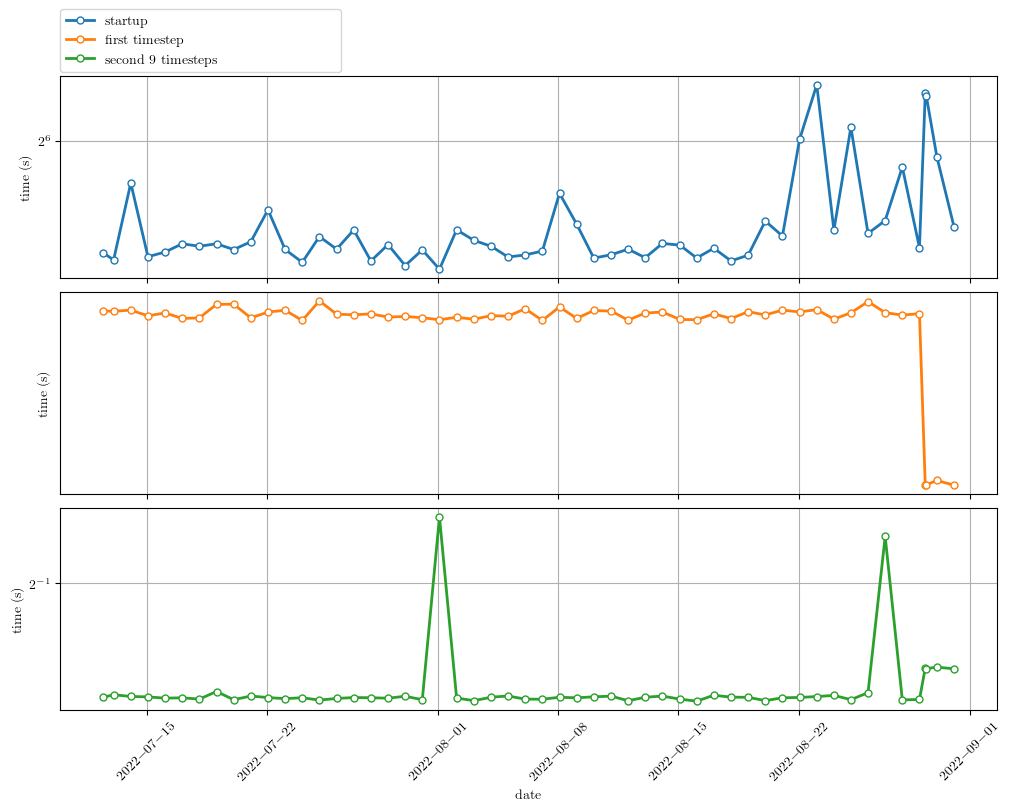 startup
first timestep
second 9 timesteps
2^6
time (s)
time (s)
2^−1
time (s)
2022−07−15
2022−07−22
2022−08−01
2022−08−08
2022−08−15
2022−08−22
2022−09−01
date